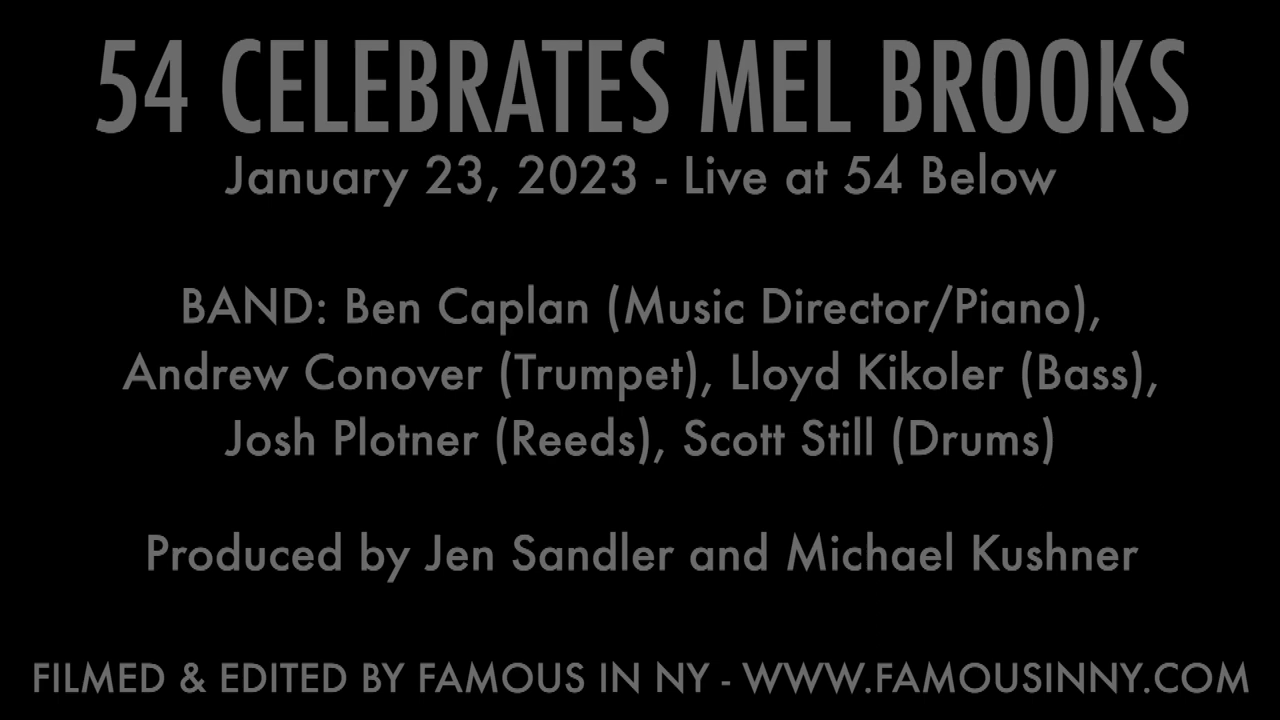 54 CELEBRATES MEL BROOKS
January 23, 2023 - Live at 54 Below
BAND: Ben Caplan (Music Director/Piano),
Andrew Conover (Trumpet), Lloyd Kikoler (Bass),
Josh Plotner (Reeds), Scott Still (Drums)
Produced by Jen Sandler and Michael Kushner
FILMED & EDITED BY FAMOUS IN NY - WWW.FAMOUSINNY.COM